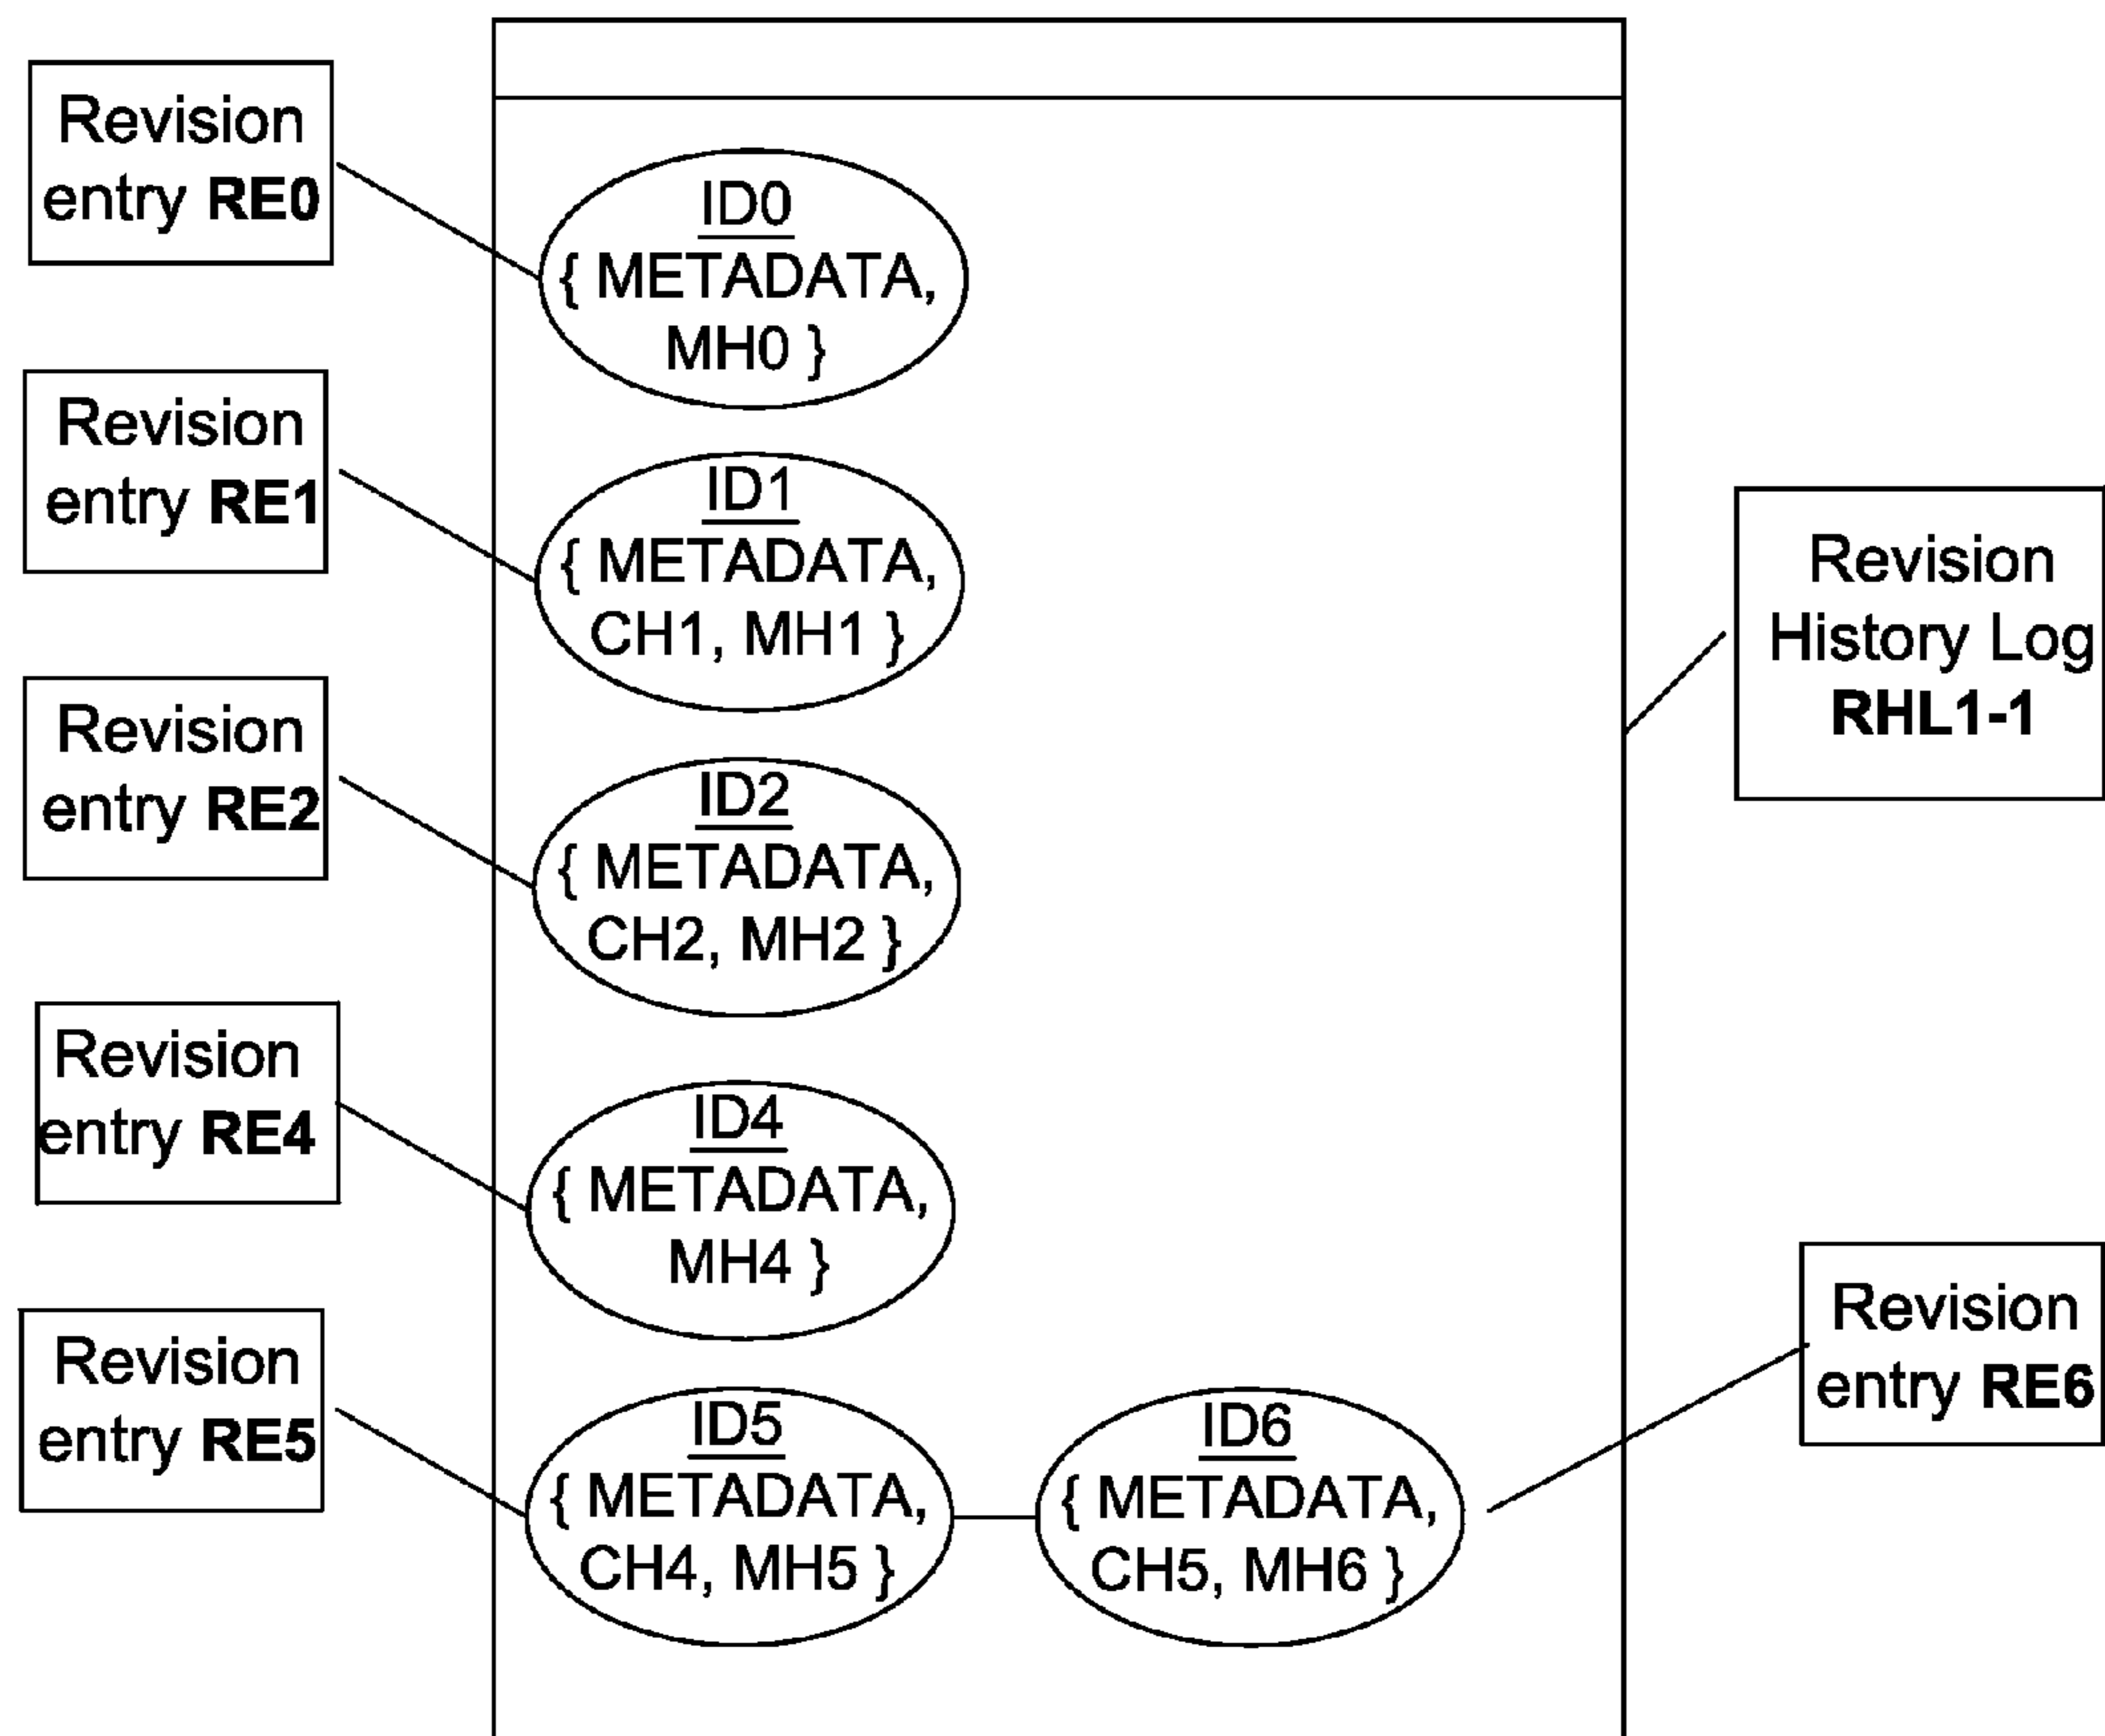 Revision
entry RE0
ID0
{ METADATA,
MH0 }
Revision
entry RE1
ID1
{ METADATA,
CH1, MH1 }
Revision
entry RE2
ID2
{ METADATA,
CH2, MH2 }
Revision
History Log
RHL1-1
Revision
entry RE4
ID4
{ METADATA,
MH4 }
Revision
entry RE5
ID5
{ METADATA,
CH4, MH5 }
ID6
{ METADATA,
CH5, MH6 }
Revision
entry RE6